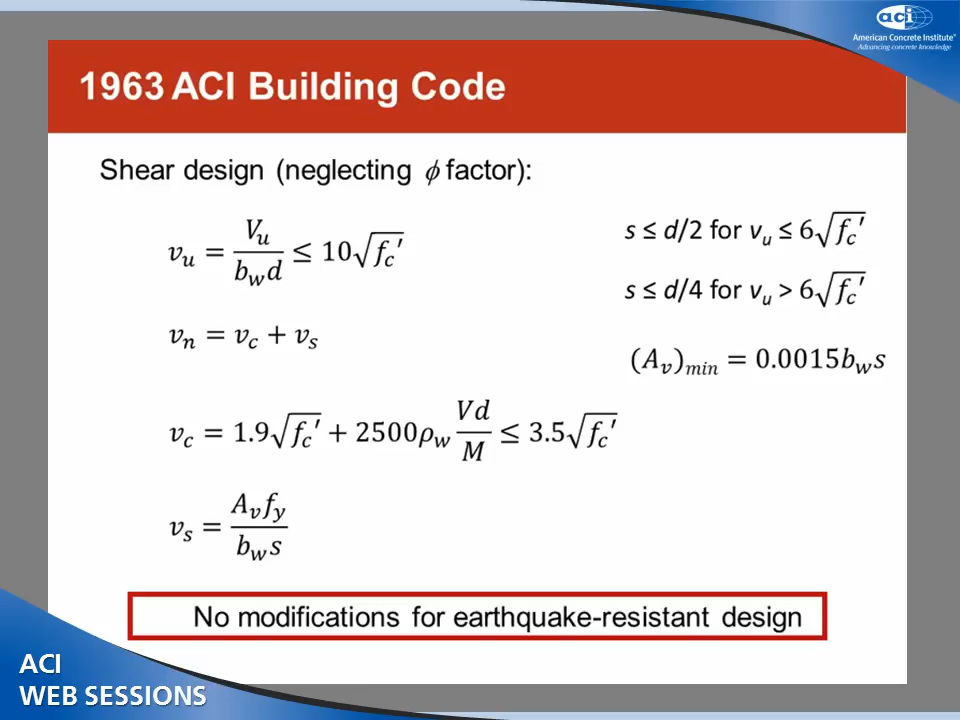 aci
American Concrete Institute®
Advancing concrete knowledge
1963 ACI Building Code
Shear design (neglecting ϕ factor):
v_u = V_u / (b_w d) ≤ 10√f_c′
v_n = v_c + v_s
v_c = 1.9√f_c′ + 2500ρ_w (Vd / M) ≤ 3.5√f_c′
v_s = A_v f_y / (b_w s)
s ≤ d/2 for v_u ≤ 6√f_c′
s ≤ d/4 for v_u > 6√f_c′
(A_v)_min = 0.0015b_w s
No modifications for earthquake-resistant design
ACI
WEB SESSIONS